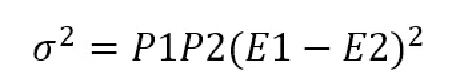 σ² = P1P2(E1 − E2)²